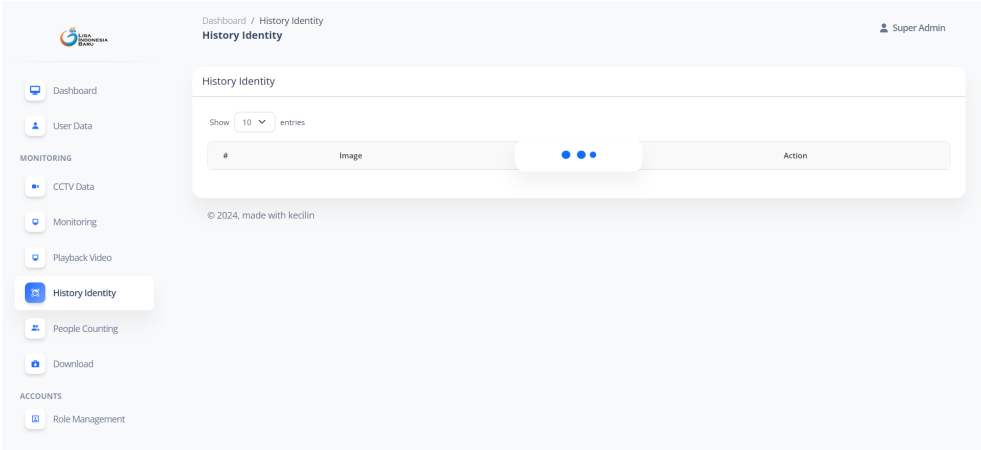 LIGA
INDONESIA
BARU
Dashboard / History Identity
History Identity
Super Admin
Dashboard
User Data
MONITORING
CCTV Data
Monitoring
Playback Video
History Identity
People Counting
Download
ACCOUNTS
Role Management
History Identity
Show 10 entries
# Image Action
© 2024, made with kecilin